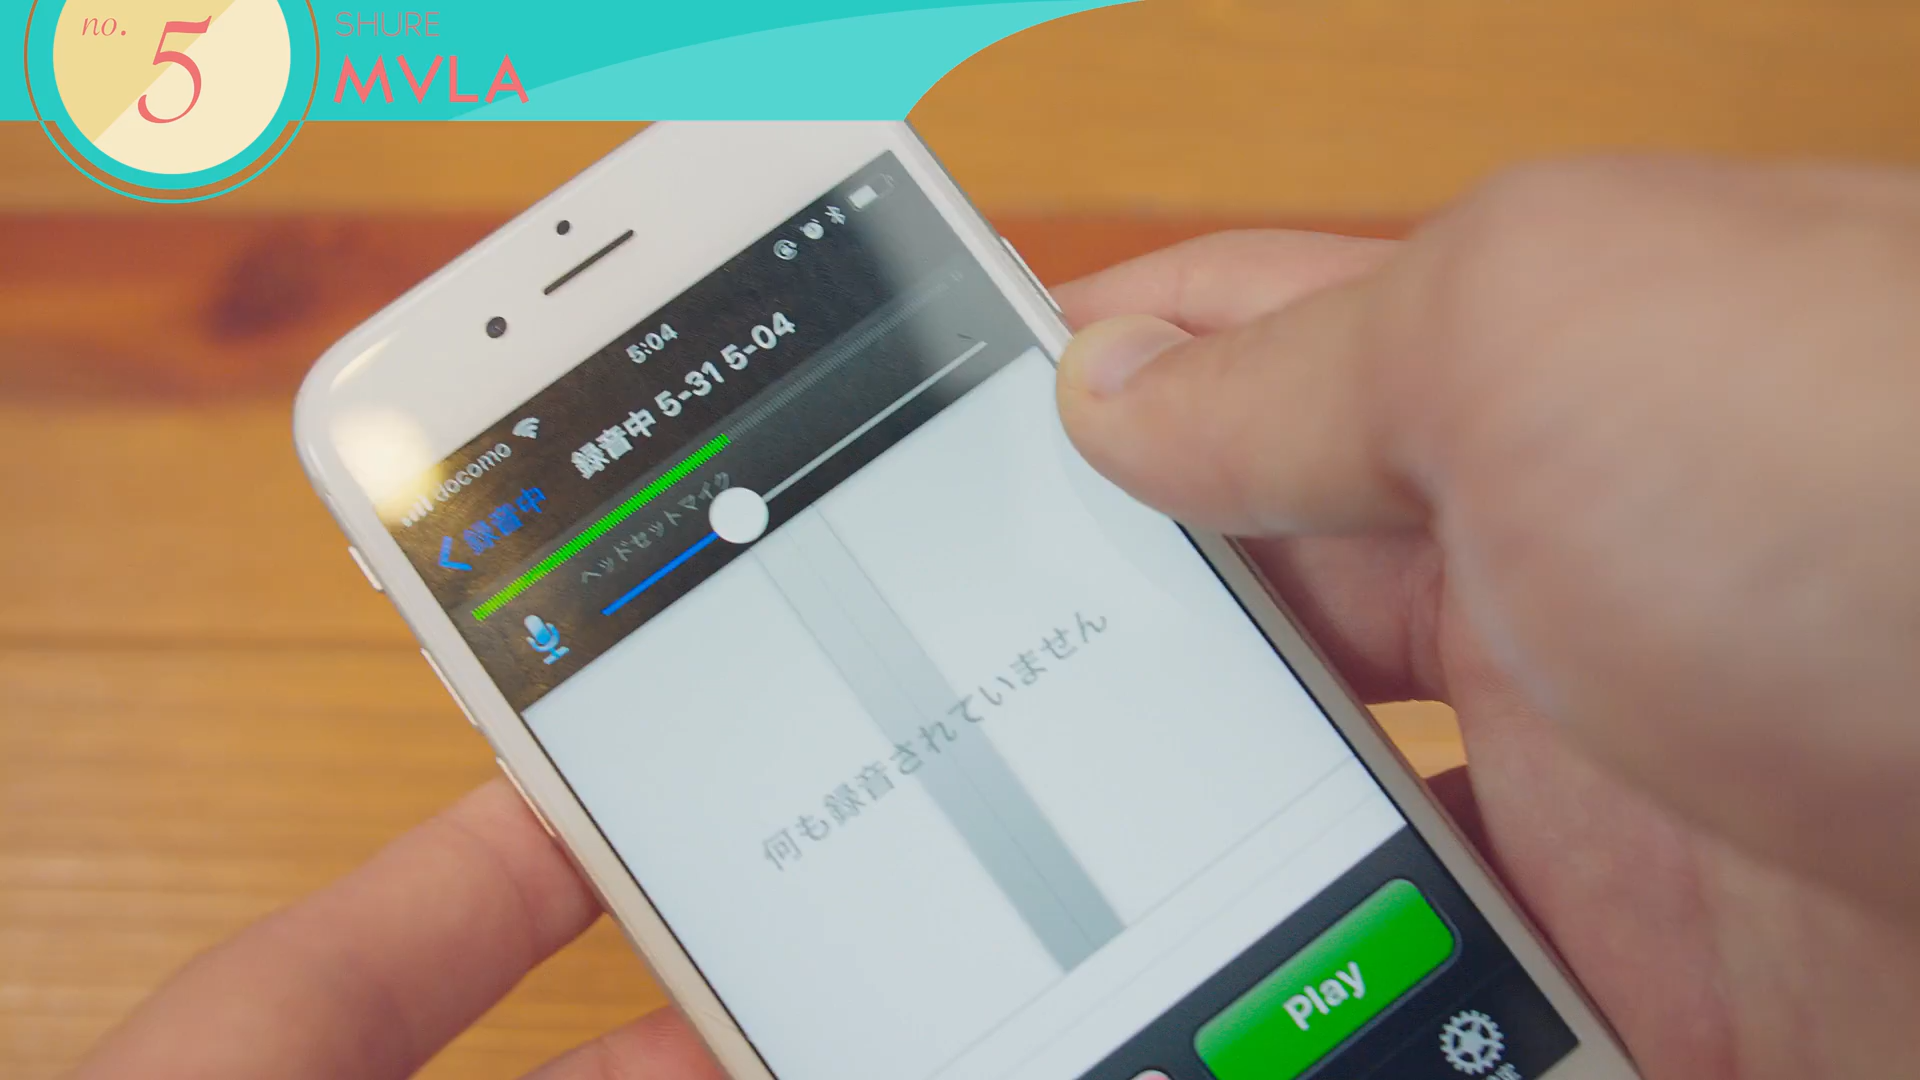 no. 5
SHURE
MVLA
docomo
5:04
録音中
録音中 5-31 5-04
ヘッドセットマイク
何も録音されていません
Play